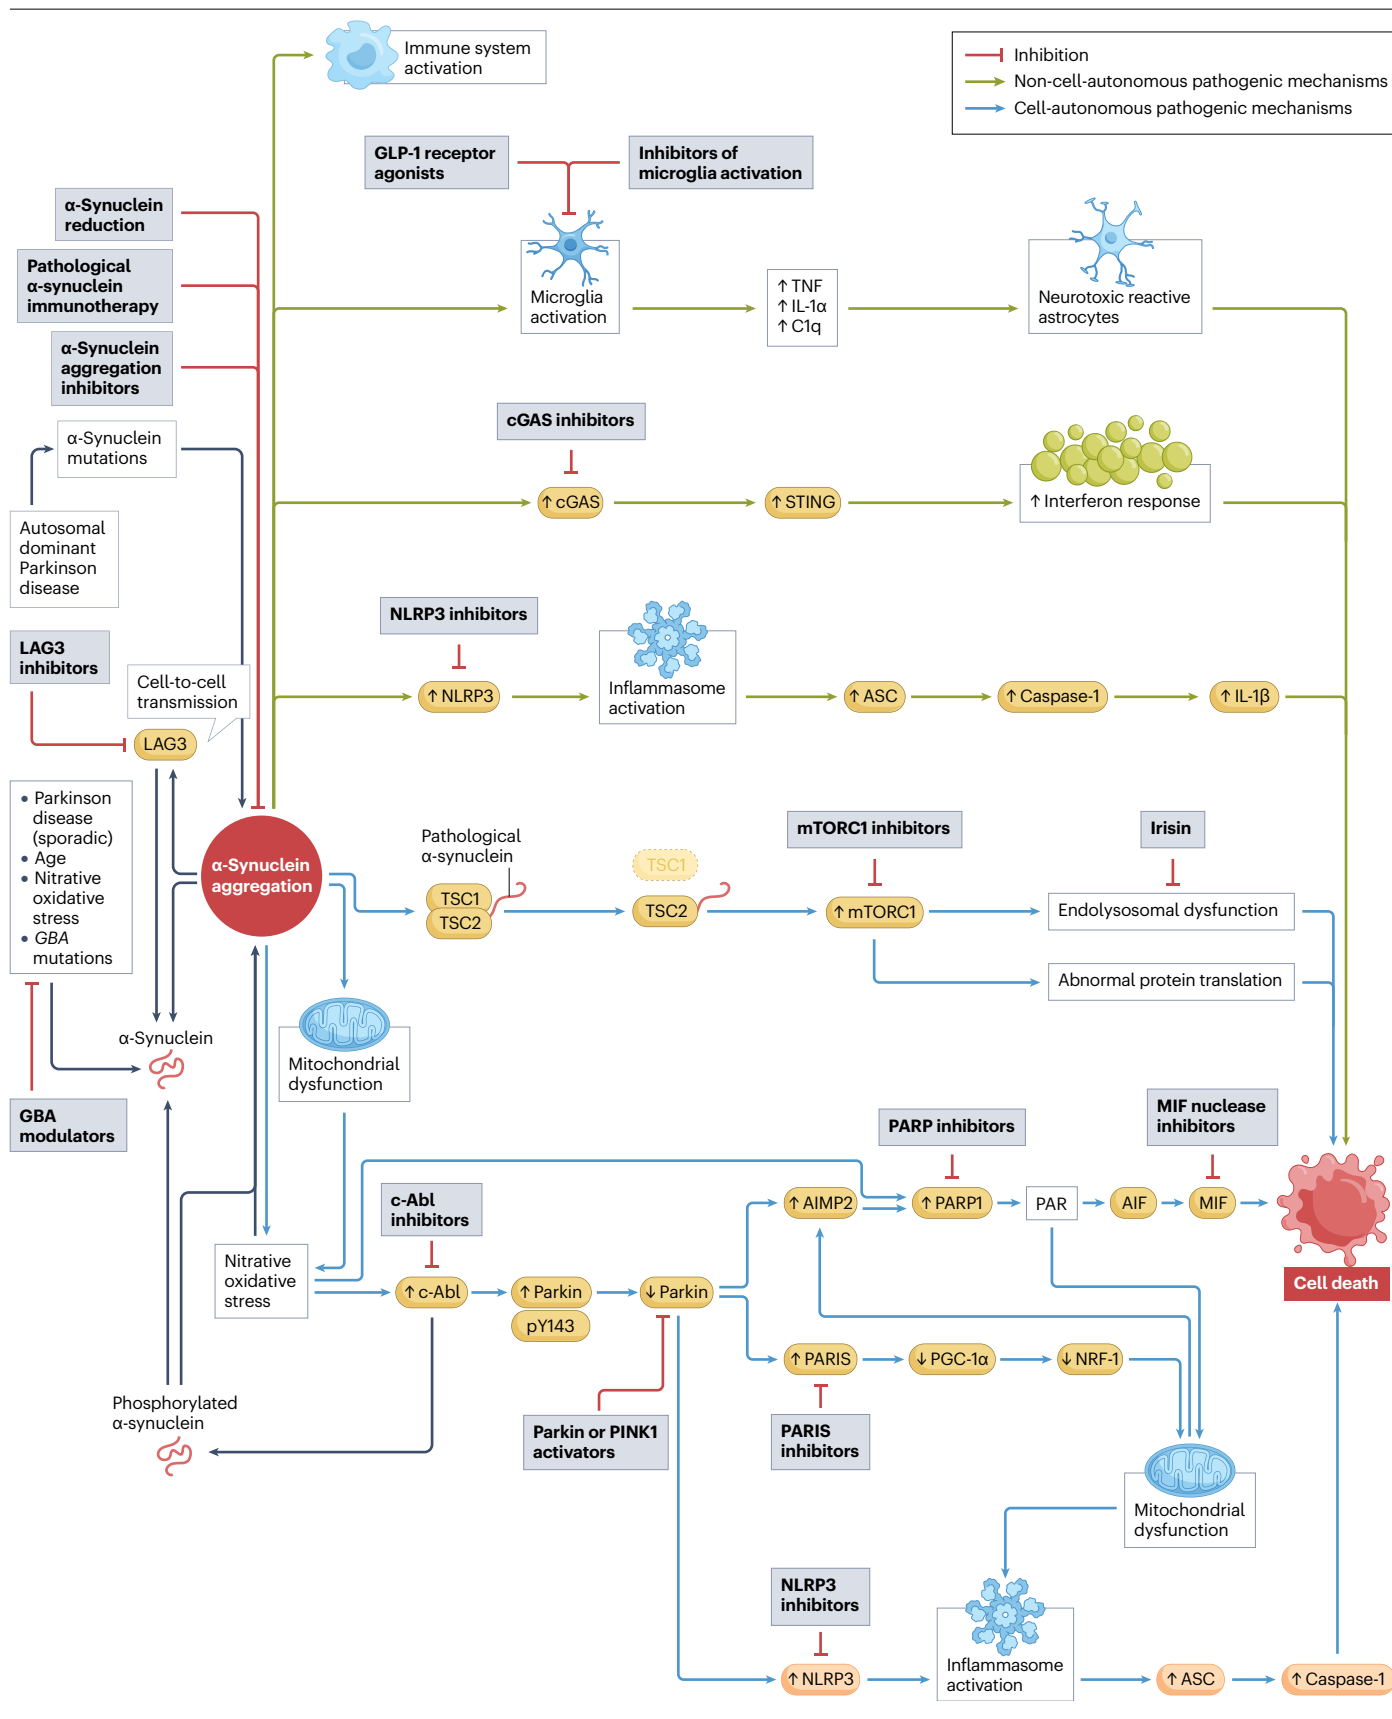 Immune system
activation
Inhibition
Non-cell-autonomous pathogenic mechanisms
Cell-autonomous pathogenic mechanisms
GLP-1 receptor
agonists
Inhibitors of
microglia activation
α-Synuclein
reduction
Pathological
α-synuclein
immunotherapy
α-Synuclein
aggregation
inhibitors
Microglia
activation
↑ TNF
↑ IL-1α
↑ C1q
Neurotoxic reactive
astrocytes
α-Synuclein
mutations
Autosomal
dominant
Parkinson
disease
cGAS inhibitors
↑ cGAS
↑ STING
↑ Interferon response
LAG3
inhibitors
Cell-to-cell
transmission
LAG3
NLRP3 inhibitors
↑ NLRP3
Inflammasome
activation
↑ ASC
↑ Caspase-1
↑ IL-1β
• Parkinson
disease
(sporadic)
• Age
• Nitrative
oxidative
stress
• GBA
mutations
α-Synuclein
aggregation
Pathological
α-synuclein
TSC1
TSC2
TSC1
TSC2
mTORC1 inhibitors
↑ mTORC1
Irisin
Endolysosomal dysfunction
Abnormal protein translation
α-Synuclein
Mitochondrial
dysfunction
GBA
modulators
PARP inhibitors
MIF nuclease
inhibitors
c-Abl
inhibitors
↑ AIMP2
↑ PARP1
PAR
AIF
MIF
Cell death
Nitrative
oxidative
stress
↑ c-Abl
↑ Parkin
pY143
↓ Parkin
↑ PARIS
↓ PGC-1α
↓ NRF-1
Phosphorylated
α-synuclein
Parkin or PINK1
activators
PARIS
inhibitors
Mitochondrial
dysfunction
NLRP3
inhibitors
↑ NLRP3
Inflammasome
activation
↑ ASC
↑ Caspase-1